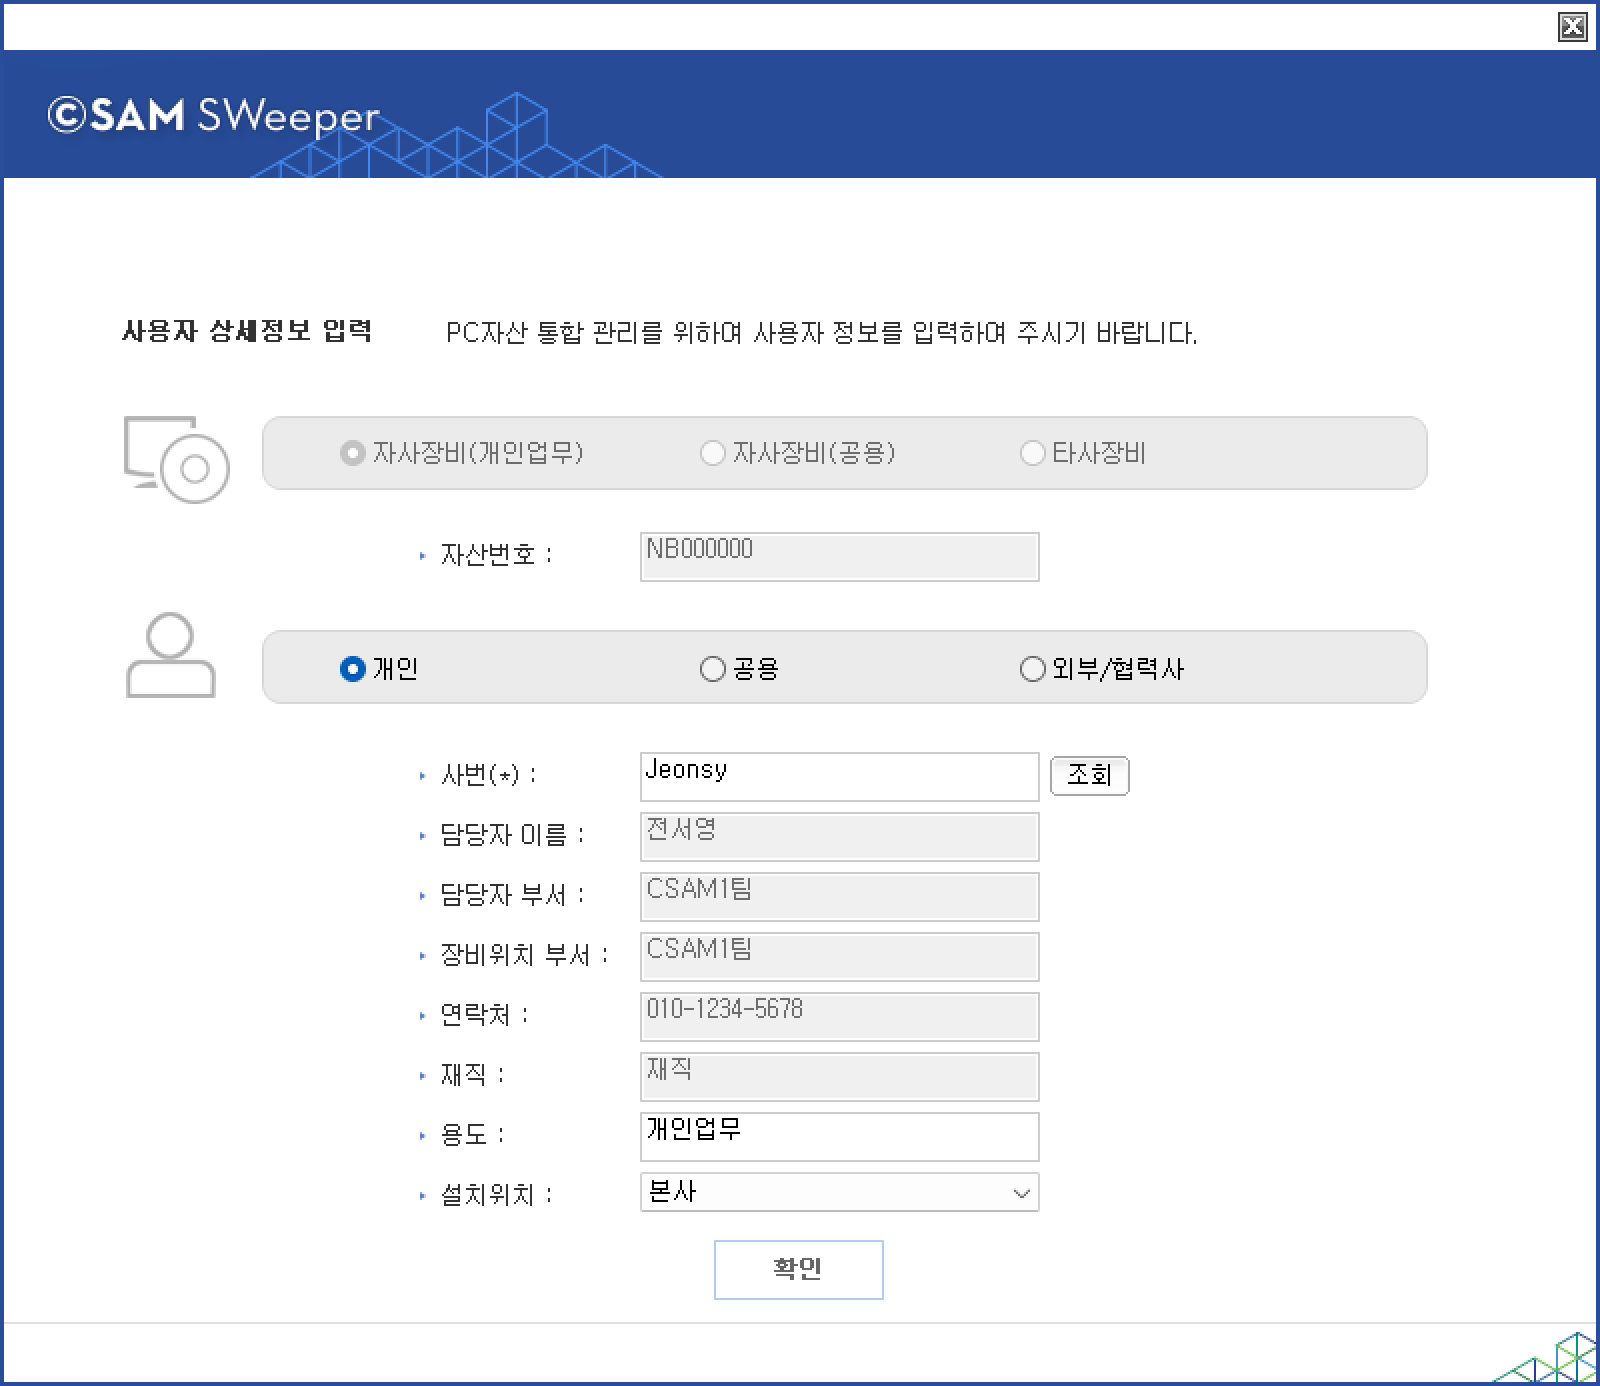 ©SAM SWeeper
사용자 상세정보 입력 PC자산 통합 관리를 위하여 사용자 정보를 입력하여 주시기 바랍니다.
자사장비(개인업무) 자사장비(공용) 타사장비
자산번호 : NB000000
개인 공용 외부/협력사
사번(*) : Jeonsy 조회
담당자 이름 : 전서영
담당자 부서 : CSAM1팀
장비위치 부서 : CSAM1팀
연락처 : 010-1234-5678
재직 : 재직
용도 : 개인업무
설치위치 : 본사
확인